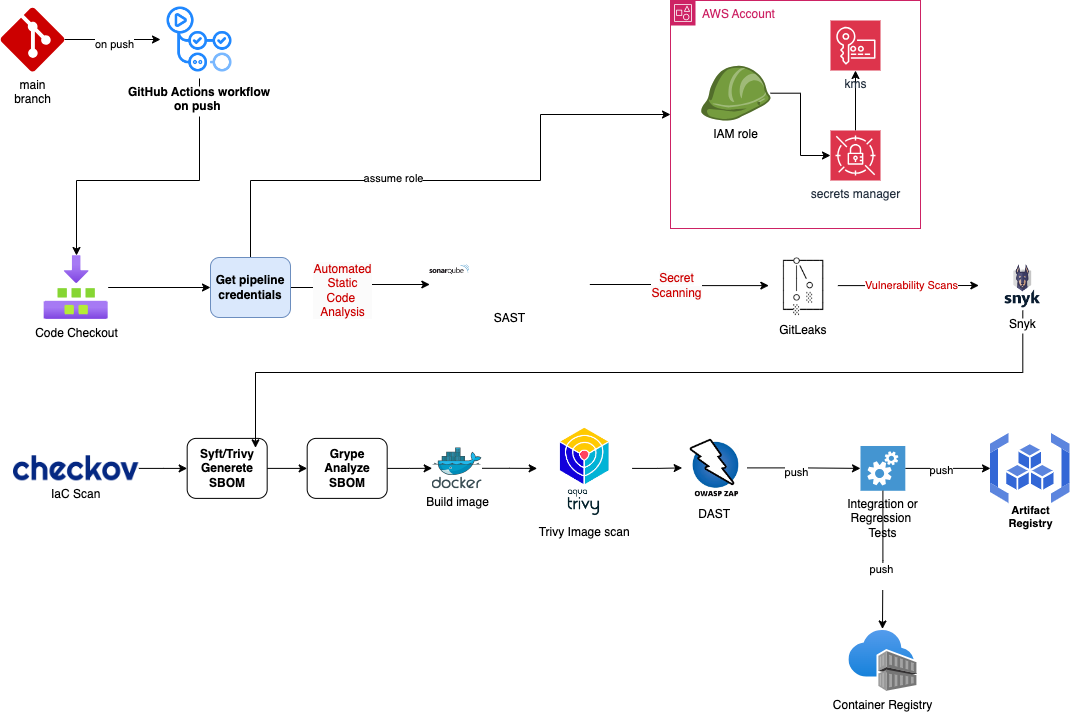 AWS Account
on push
main
branch
GitHub Actions workflow
on push
kms
IAM role
assume role
secrets manager
Get pipeline
credentials
Automated
Static
Code
Analysis
sonarqube
SAST
Secret
Scanning
GitLeaks
Vulnerability Scans
snyk
Snyk
Code Checkout
checkov
IaC Scan
Syft/Trivy
Generete
SBOM
Grype
Analyze
SBOM
docker
Build image
aqua
trivy
Trivy Image scan
OWASP ZAP
DAST
push
Integration or
Regression
Tests
push
Artifact
Registry
push
Container Registry